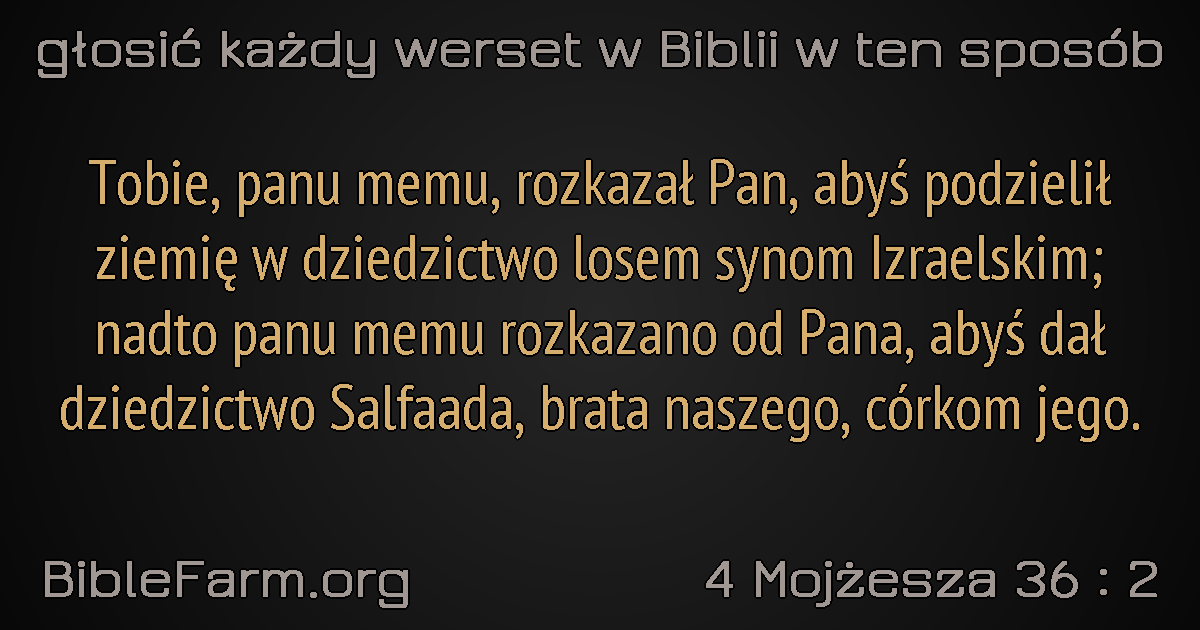 głosić każdy werset w Biblii w ten sposób
Tobie, panu memu, rozkazał Pan, abyś podzielił
ziemię w dziedzictwo losem synom Izraelskim;
nadto panu memu rozkazano od Pana, abyś dał
dziedzictwo Salfaada, brata naszego, córkom jego.
BibleFarm.org
4 Mojżesza 36 : 2